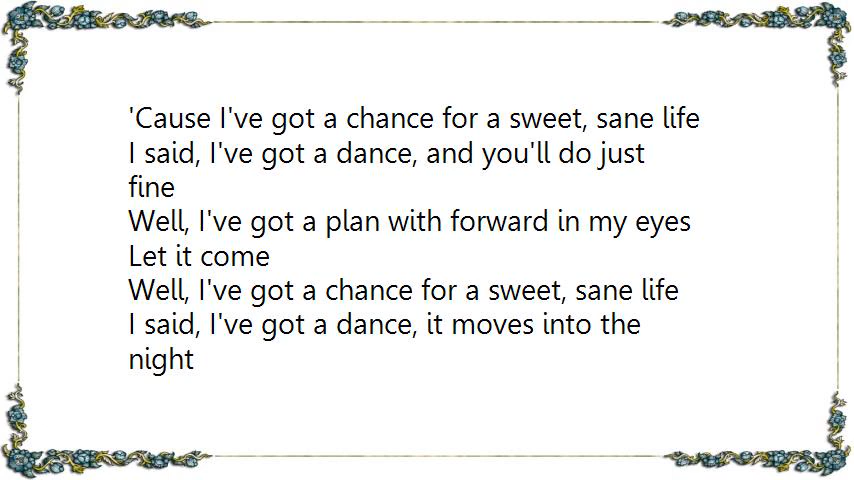 'Cause I've got a chance for a sweet, sane life
I said, I've got a dance, and you'll do just
fine
Well, I've got a plan with forward in my eyes
Let it come
Well, I've got a chance for a sweet, sane life
I said, I've got a dance, it moves into the
night